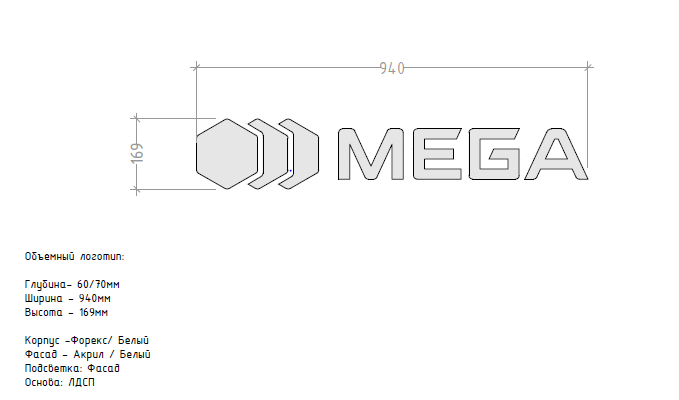 940
169
MEGA
Объемный логотип:
Глубина- 60/70мм
Ширина - 940мм
Высота - 169мм
Корпус -Форекс/ Белый
Фасад - Акрил / Белый
Подсветка: Фасад
Основа: ЛДСП